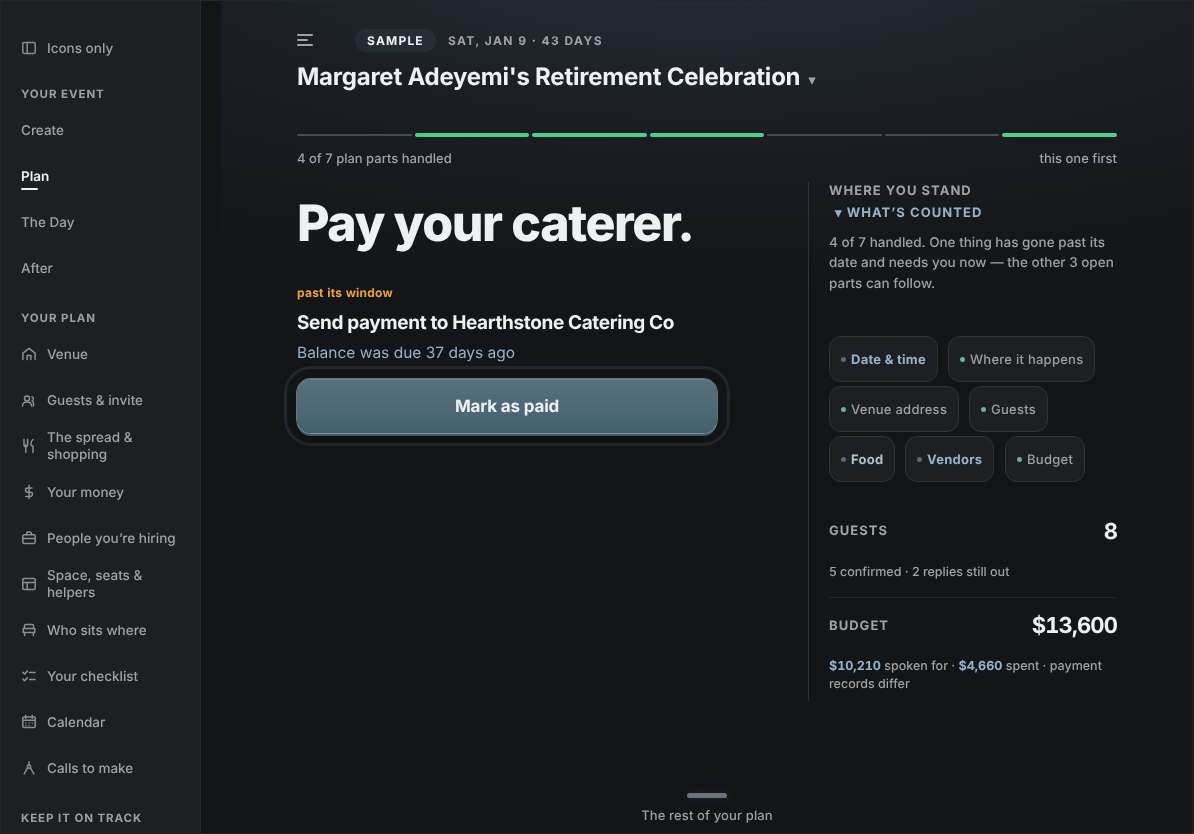 Icons only
YOUR EVENT
Create
Plan
The Day
After
YOUR PLAN
Venue
Guests & invite
The spread &
shopping
Your money
People you’re hiring
Space, seats &
helpers
Who sits where
Your checklist
Calendar
Calls to make
KEEP IT ON TRACK
SAMPLE SAT, JAN 9 · 43 DAYS
Margaret Adeyemi's Retirement Celebration ▾
4 of 7 plan parts handled
this one first
Pay your caterer.
past its window
Send payment to Hearthstone Catering Co
Balance was due 37 days ago
Mark as paid
WHERE YOU STAND
▾ WHAT’S COUNTED
4 of 7 handled. One thing has gone past its
date and needs you now — the other 3 open
parts can follow.
Date & time
Where it happens
Venue address
Guests
Food
Vendors
Budget
GUESTS 8
5 confirmed · 2 replies still out
BUDGET $13,600
$10,210 spoken for · $4,660 spent · payment
records differ
The rest of your plan